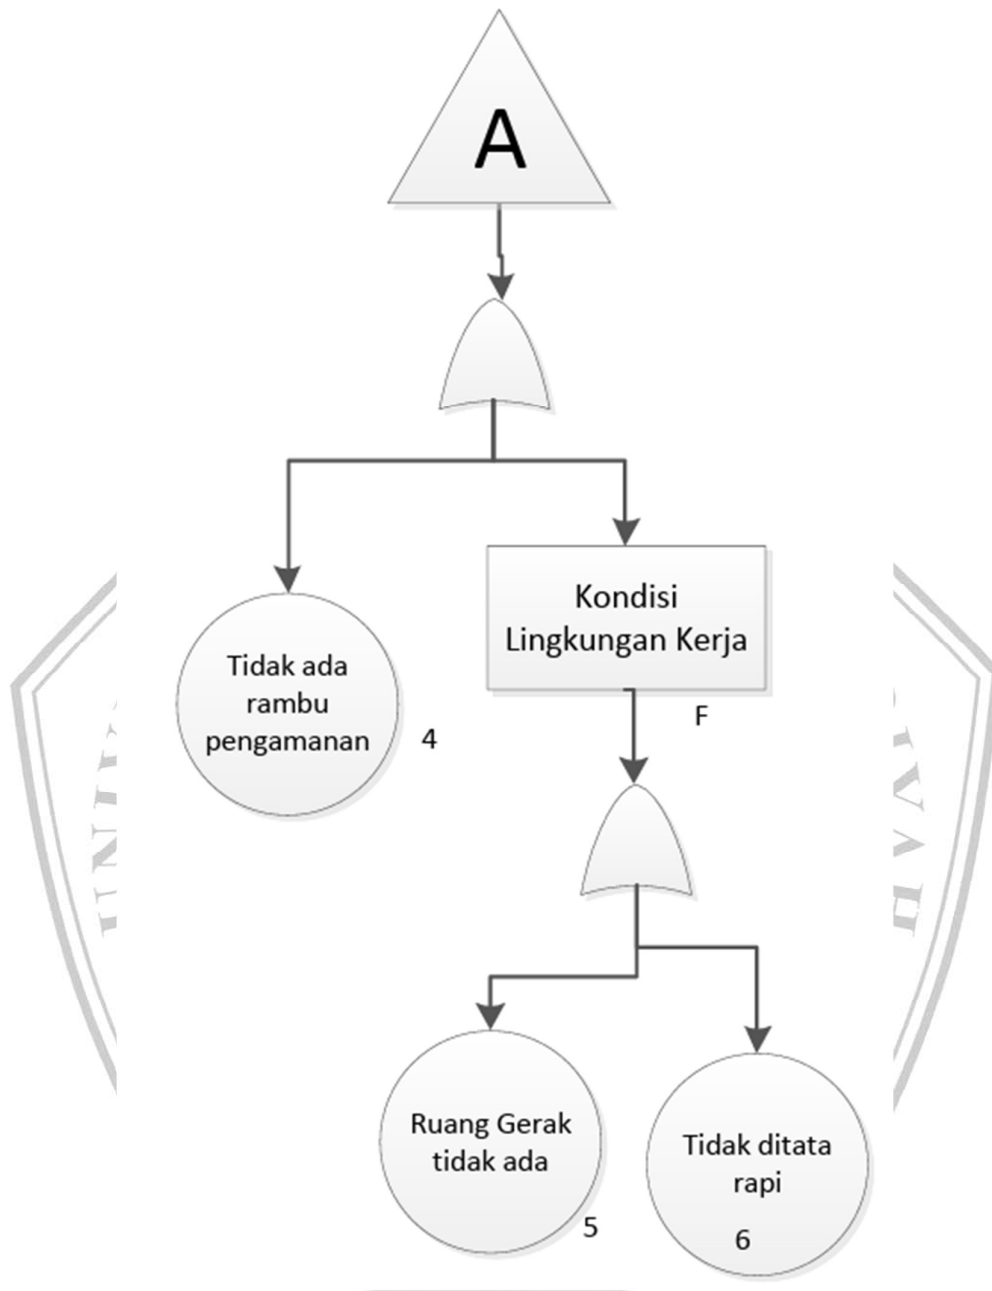 A
Kondisi
Lingkungan Kerja
F
Tidak ada
rambu
pengamanan
4
Ruang Gerak
tidak ada
5
Tidak ditata
rapi
6